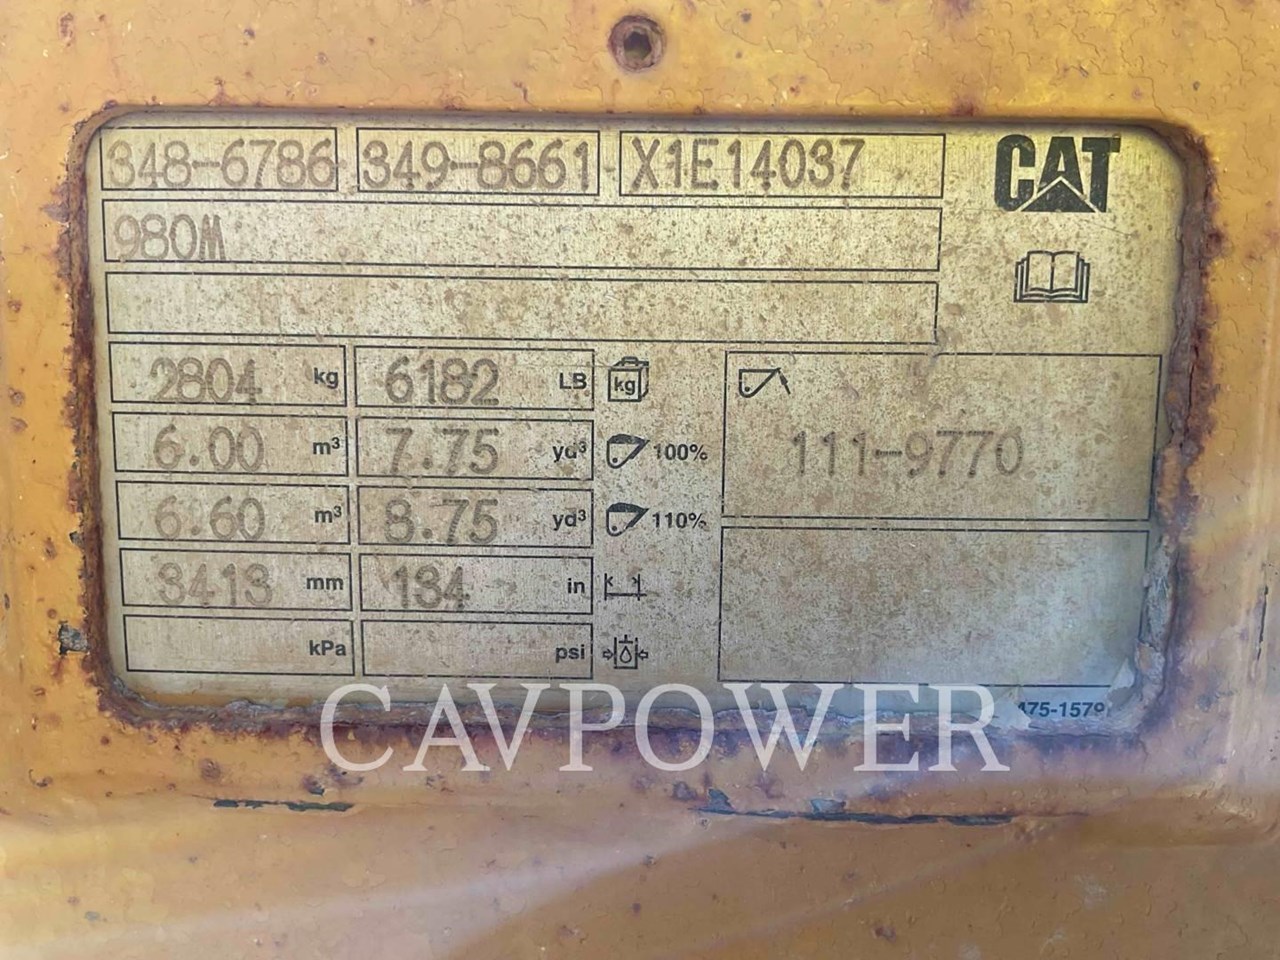 348-6786 349-8661 X1E14037 CAT
980M
2804 kg 6182 LB kg
6.00 m³ 7.75 yd³ 100%
111-9770
6.60 m³ 8.75 yd³ 110%
3413 mm 134 in
kPa psi
475-1579
CAVPOWER